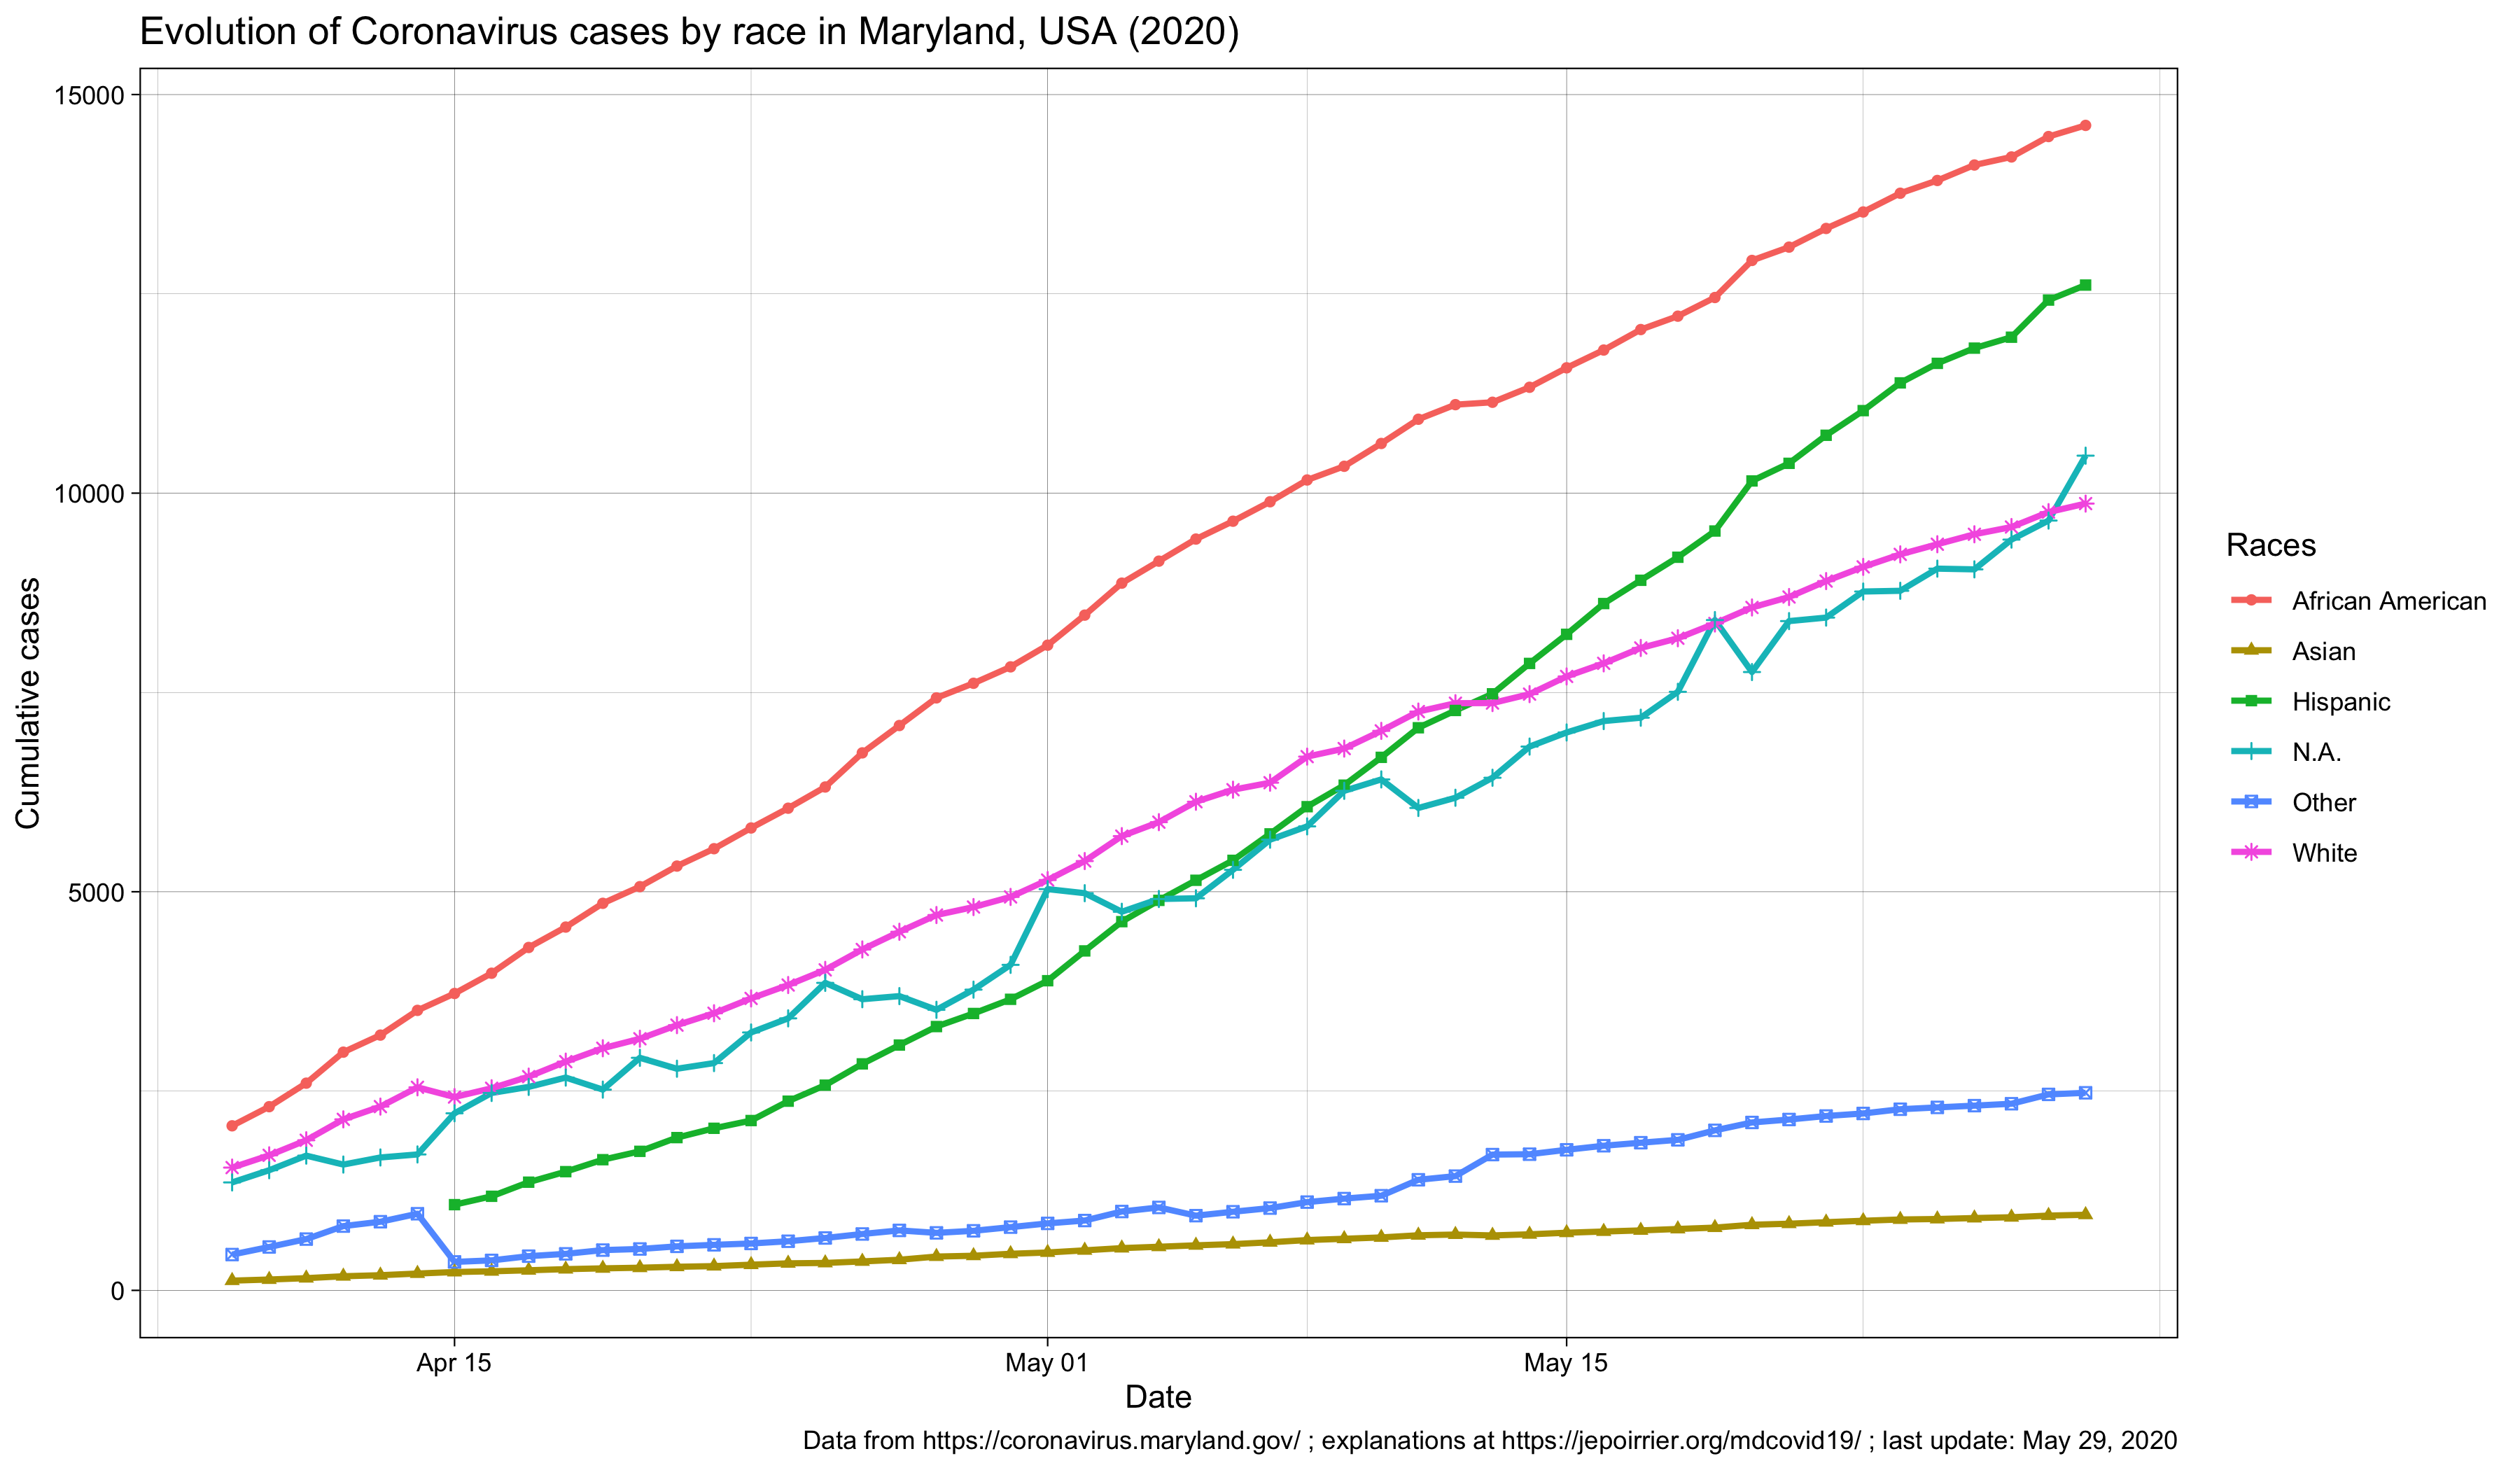 Evolution of Coronavirus cases by race in Maryland, USA (2020)
15000
10000
5000
0
Cumulative cases
Apr 15
May 01
May 15
Date
Races
African American
Asian
Hispanic
N.A.
Other
White
Data from https://coronavirus.maryland.gov/ ; explanations at https://jepoirrier.org/mdcovid19/ ; last update: May 29, 2020